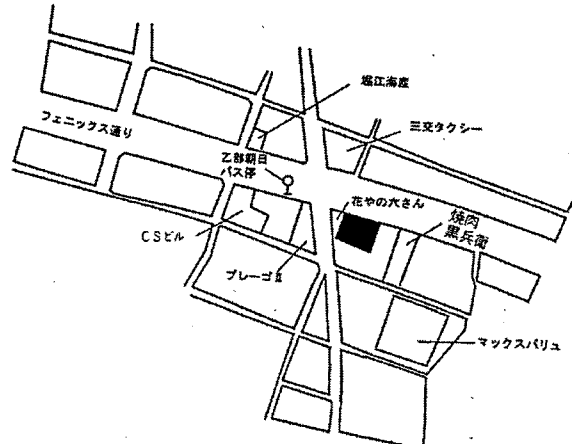 堀江海産
三交タクシー
フェニックス通り
乙部朝日
バス停
花やの六さん
焼肉
黒兵衛
CSビル
プレーゴⅡ
マックスバリュ